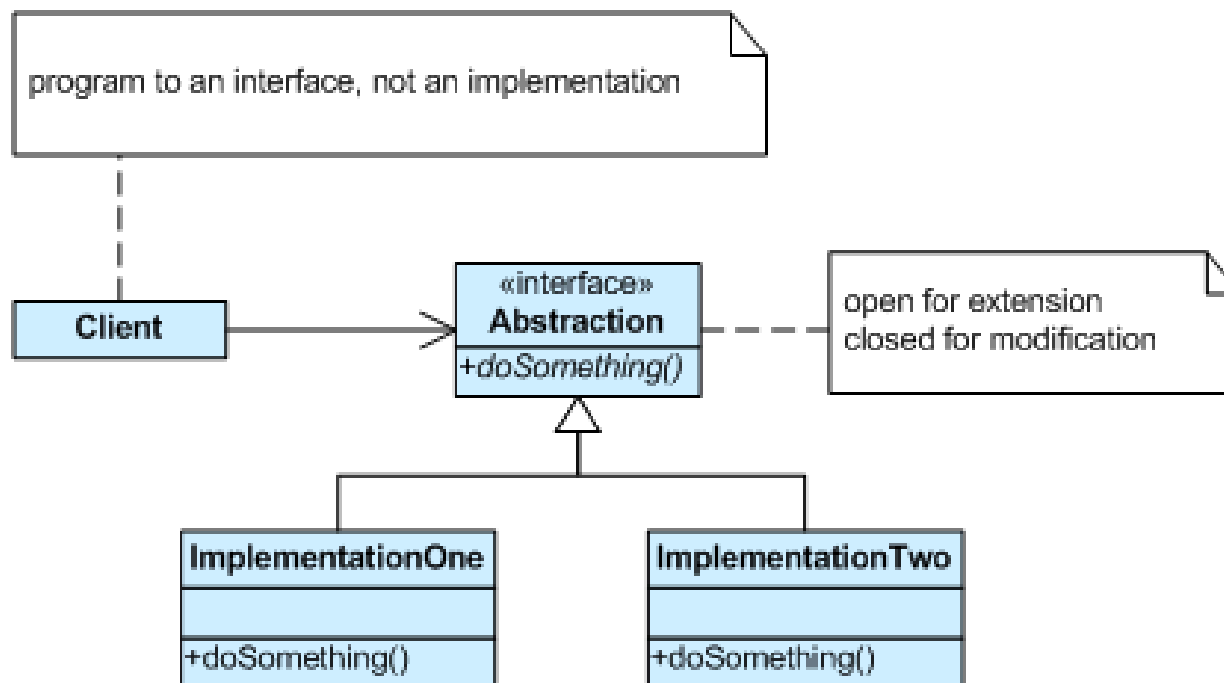 program to an interface, not an implementation
«interface»
Client
Abstraction
+doSomething()
open for extension
closed for modification
ImplementationOne
+doSomething()
ImplementationTwo
+doSomething()